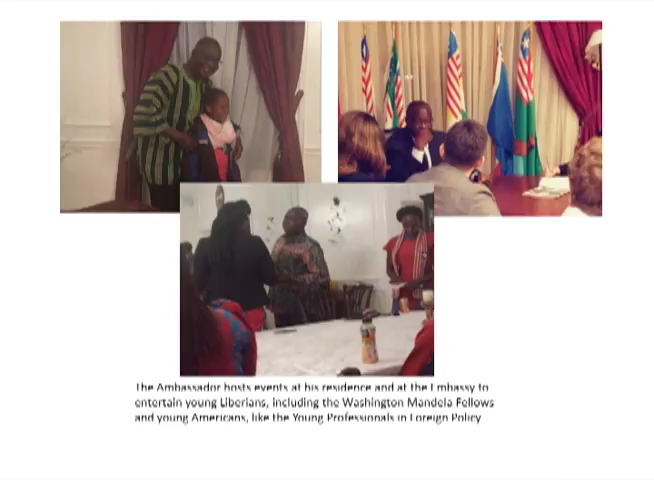 The Ambassador hosts events at his residence and at the Embassy to
entertain young Liberians, including the Washington Mandela Fellows
and young Americans, like the Young Professionals in Foreign Policy